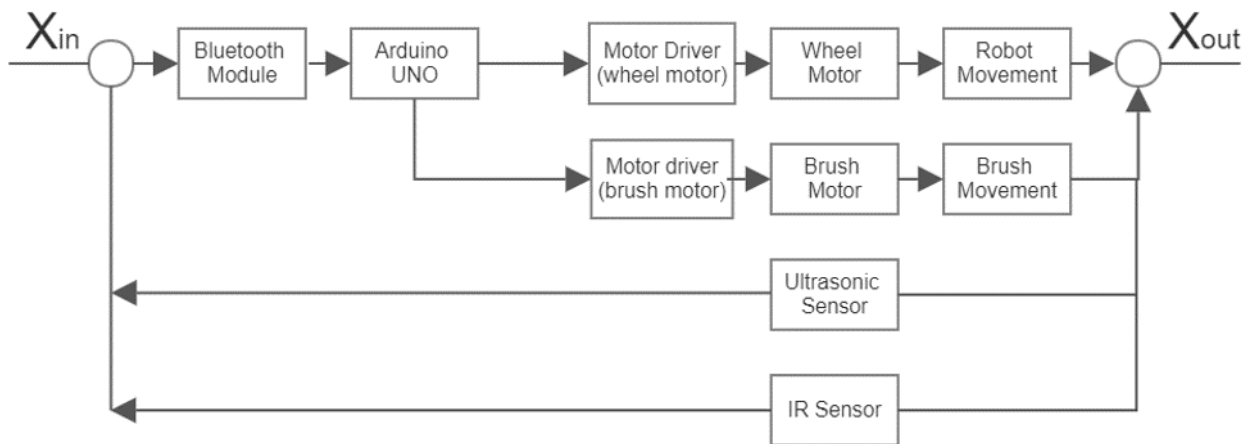 Xin
Xout
Bluetooth
Module
Arduino
UNO
Motor Driver
(wheel motor)
Wheel
Motor
Robot
Movement
Motor driver
(brush motor)
Brush
Motor
Brush
Movement
Ultrasonic
Sensor
IR Sensor